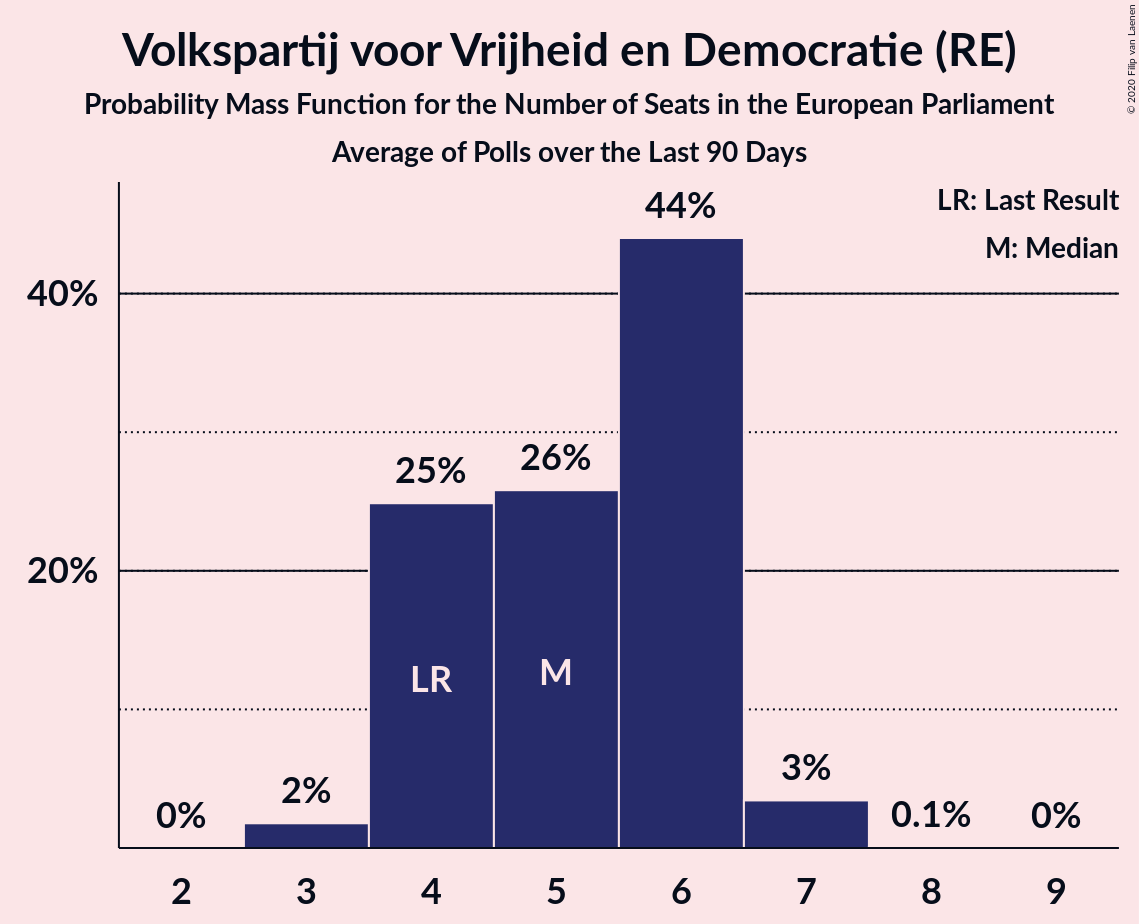 Volkspartij voor Vrijheid en Democratie (RE)
Probability Mass Function for the Number of Seats in the European Parliament
Average of Polls over the Last 90 Days
© 2020 Filip van Laenen
LR: Last Result
M: Median
44%
40%
26%
25%
20%
LR
M
3%
2%
0%
0.1%
0%
2 3 4 5 6 7 8 9